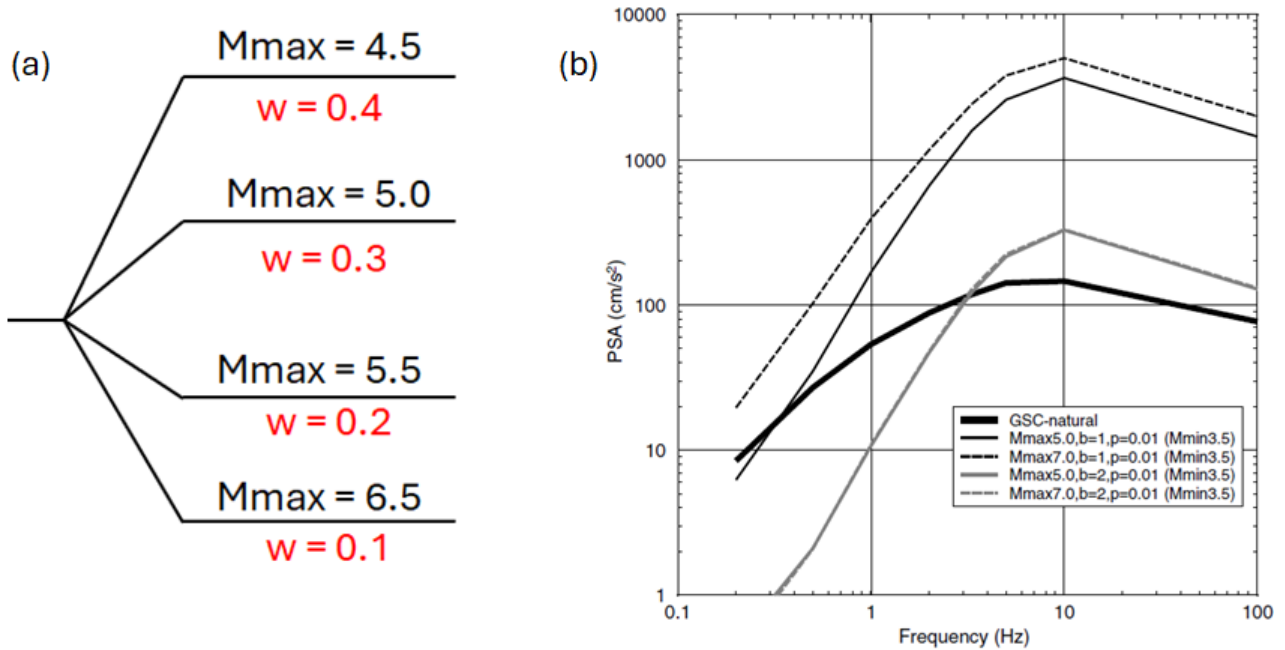 (a)
Mmax = 4.5
w = 0.4
Mmax = 5.0
w = 0.3
Mmax = 5.5
w = 0.2
Mmax = 6.5
w = 0.1
(b)
10000
1000
100
10
1
PSA (cm/s²)
0.1
1
10
100
Frequency (Hz)
GSC-natural
Mmax5.0,b=1,p=0.01 (Mmin3.5)
Mmax7.0,b=1,p=0.01 (Mmin3.5)
Mmax5.0,b=2,p=0.01 (Mmin3.5)
Mmax7.0,b=2,p=0.01 (Mmin3.5)